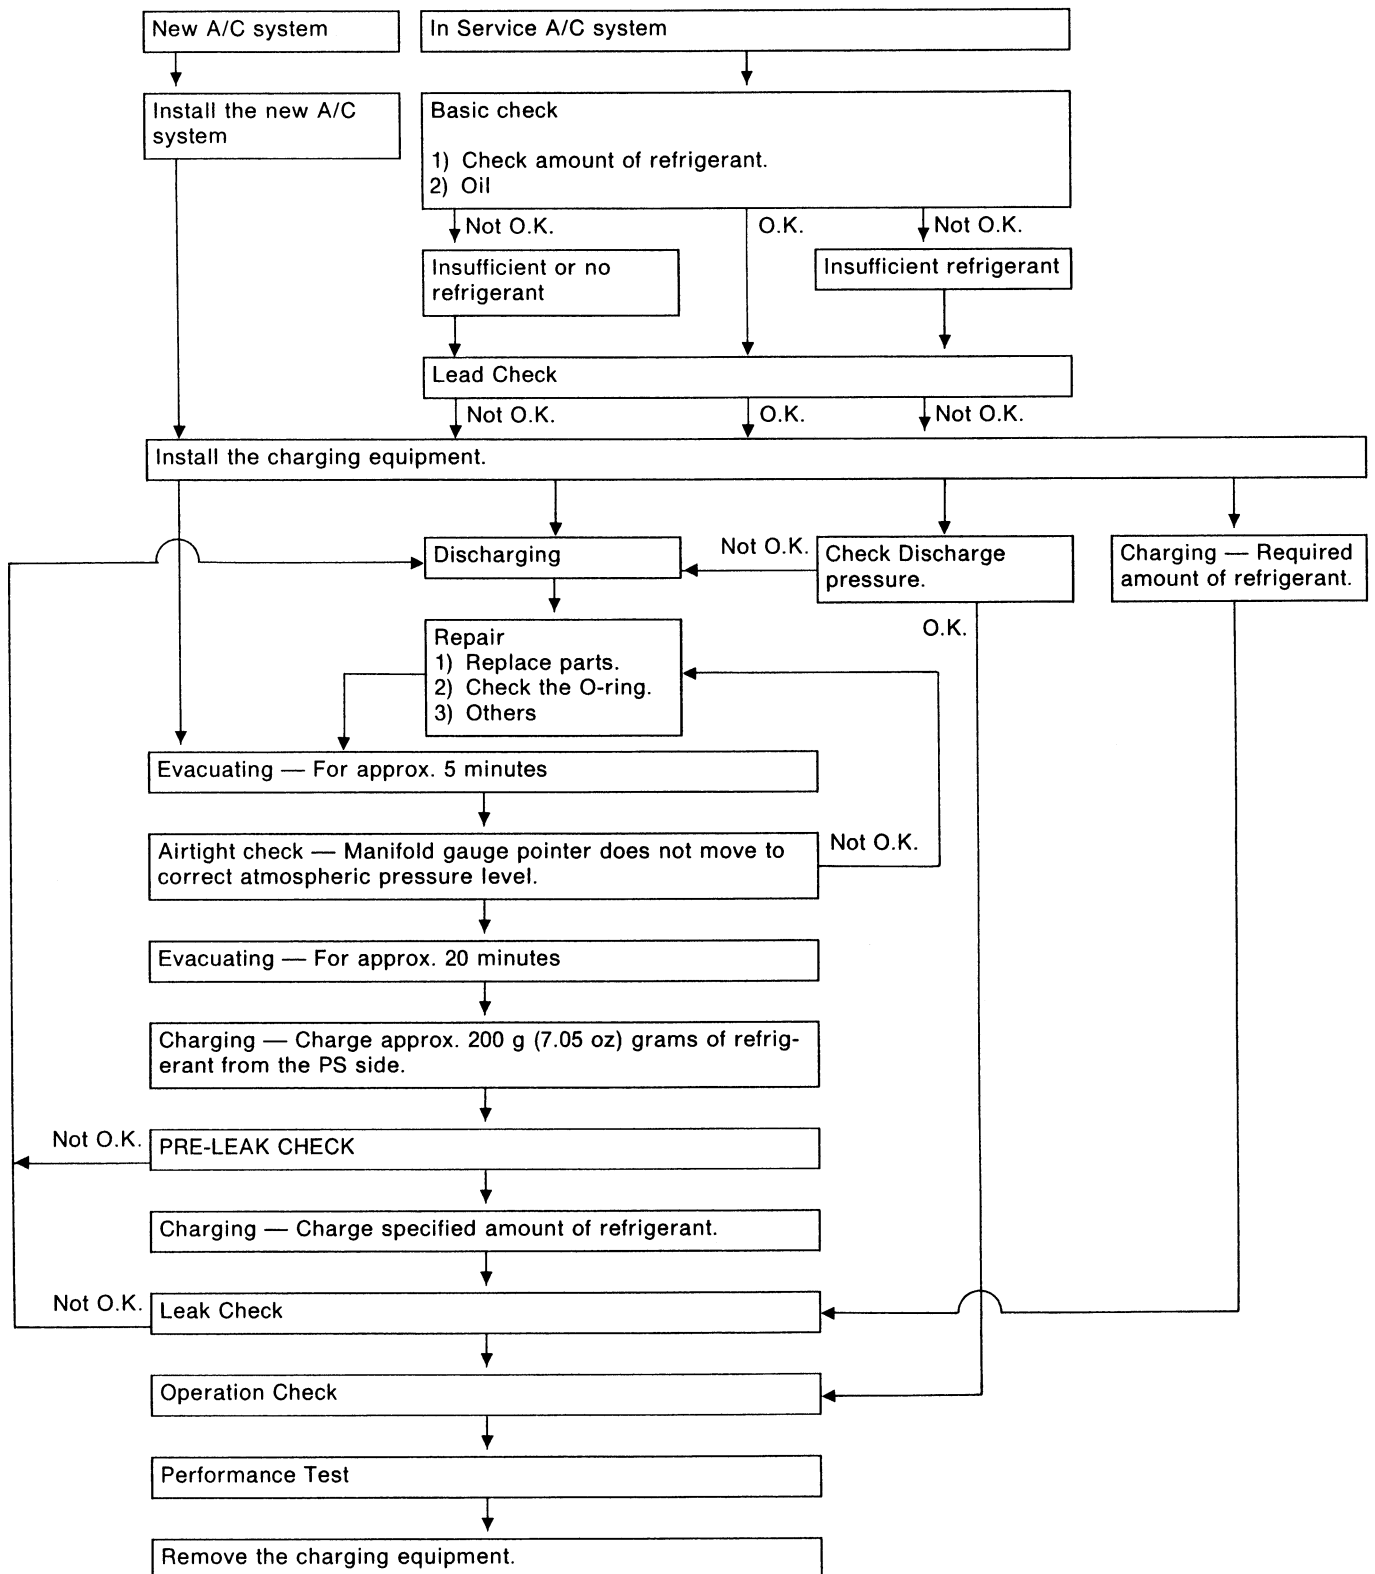 New A/C system
In Service A/C system
Install the new A/C
system
Basic check
1) Check amount of refrigerant.
2) Oil
Not O.K.
O.K.
Not O.K.
Insufficient or no
refrigerant
Insufficient refrigerant
Lead Check
Not O.K.
O.K.
Not O.K.
Install the charging equipment.
Discharging
Not O.K.
Check Discharge
pressure.
Charging — Required
amount of refrigerant.
O.K.
Repair
1) Replace parts.
2) Check the O-ring.
3) Others
Evacuating — For approx. 5 minutes
Airtight check — Manifold gauge pointer does not move to
correct atmospheric pressure level.
Not O.K.
Evacuating — For approx. 20 minutes
Charging — Charge approx. 200 g (7.05 oz) grams of refrig-
erant from the PS side.
Not O.K.
PRE-LEAK CHECK
Charging — Charge specified amount of refrigerant.
Not O.K.
Leak Check
Operation Check
Performance Test
Remove the charging equipment.